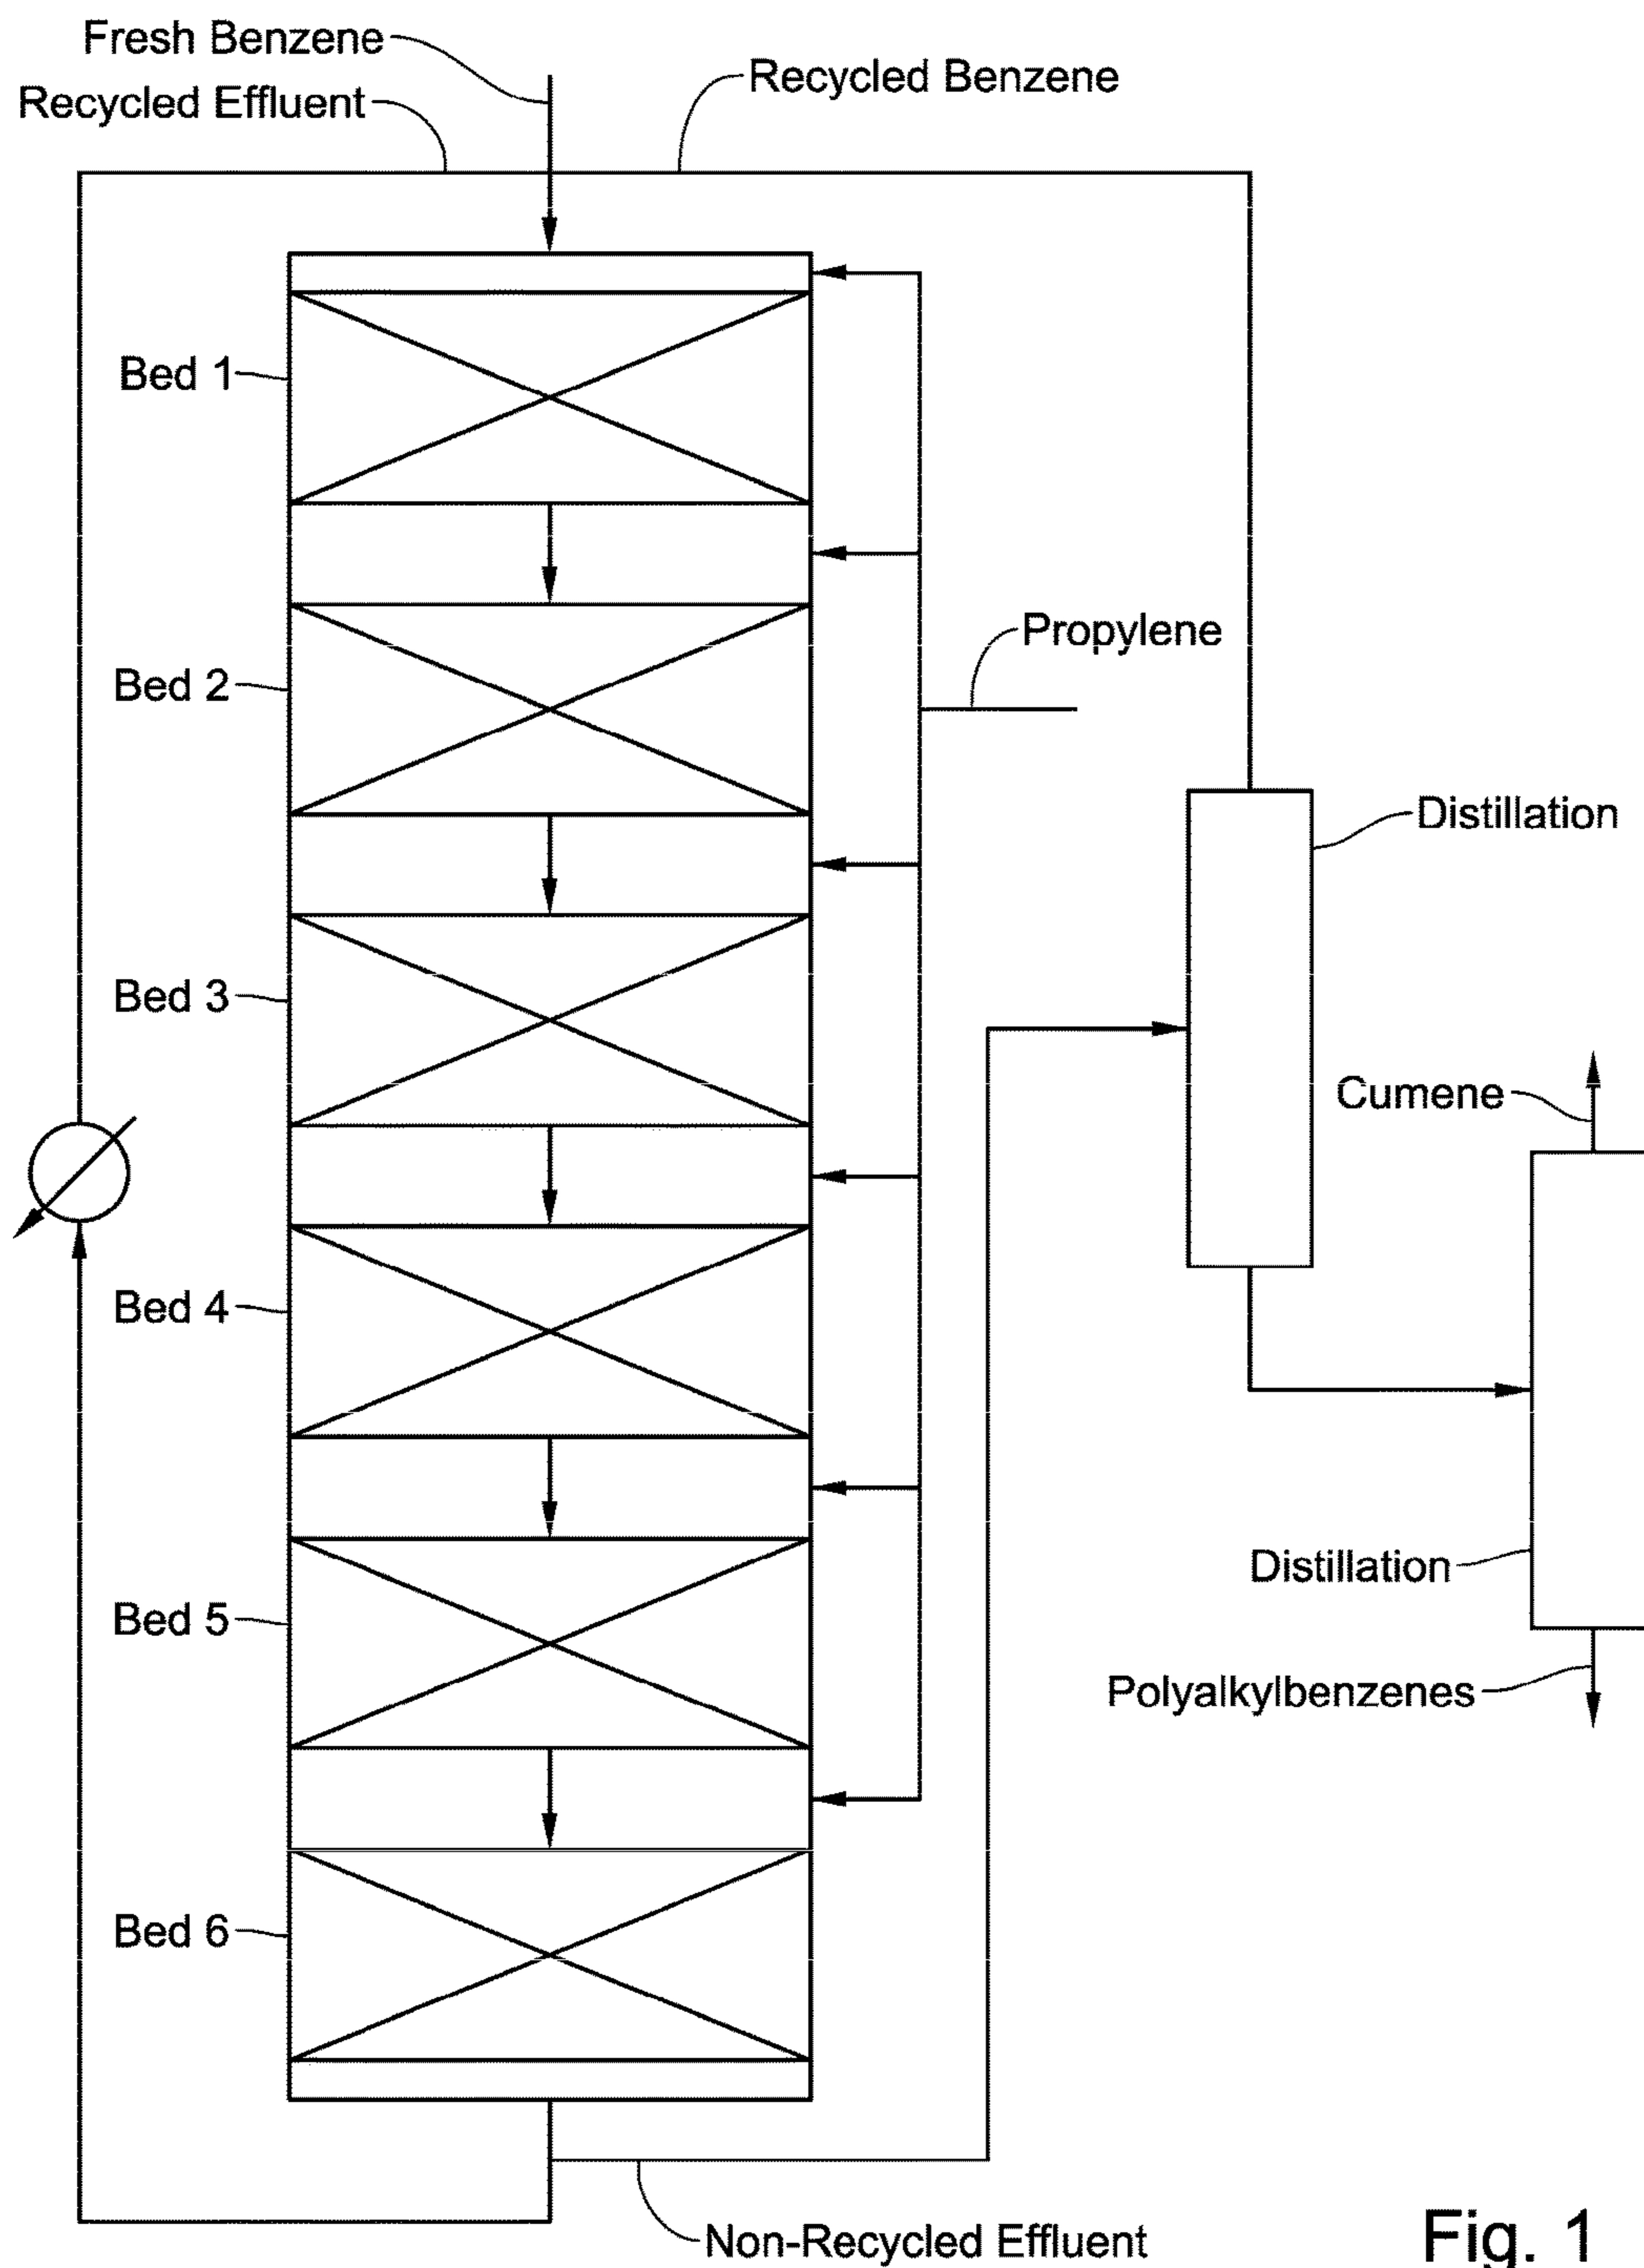 Fresh Benzene
Recycled Benzene
Recycled Effluent
Bed 1
Propylene
Bed 2
Distillation
Bed 3
Cumene
Bed 4
Distillation
Bed 5
Polyalkylbenzenes
Bed 6
Non-Recycled Effluent
Fig. 1